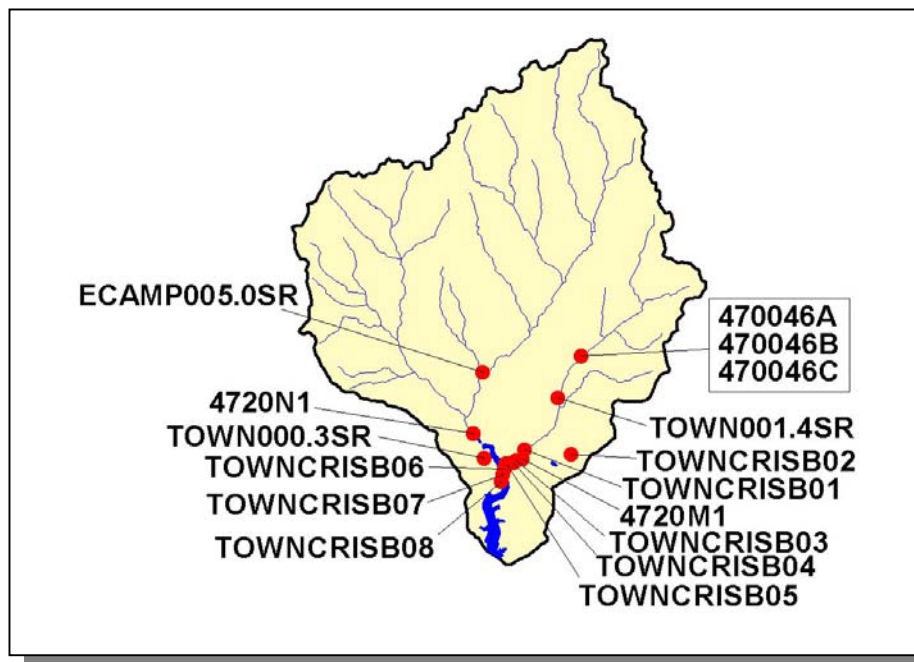 ECAMP005.0SR
470046A
470046B
470046C
4720N1
TOWN001.4SR
TOWN000.3SR
TOWNCRISB02
TOWNCRISB06
TOWNCRISB01
TOWNCRISB07
4720M1
TOWNCRISB08
TOWNCRISB03
TOWNCRISB04
TOWNCRISB05